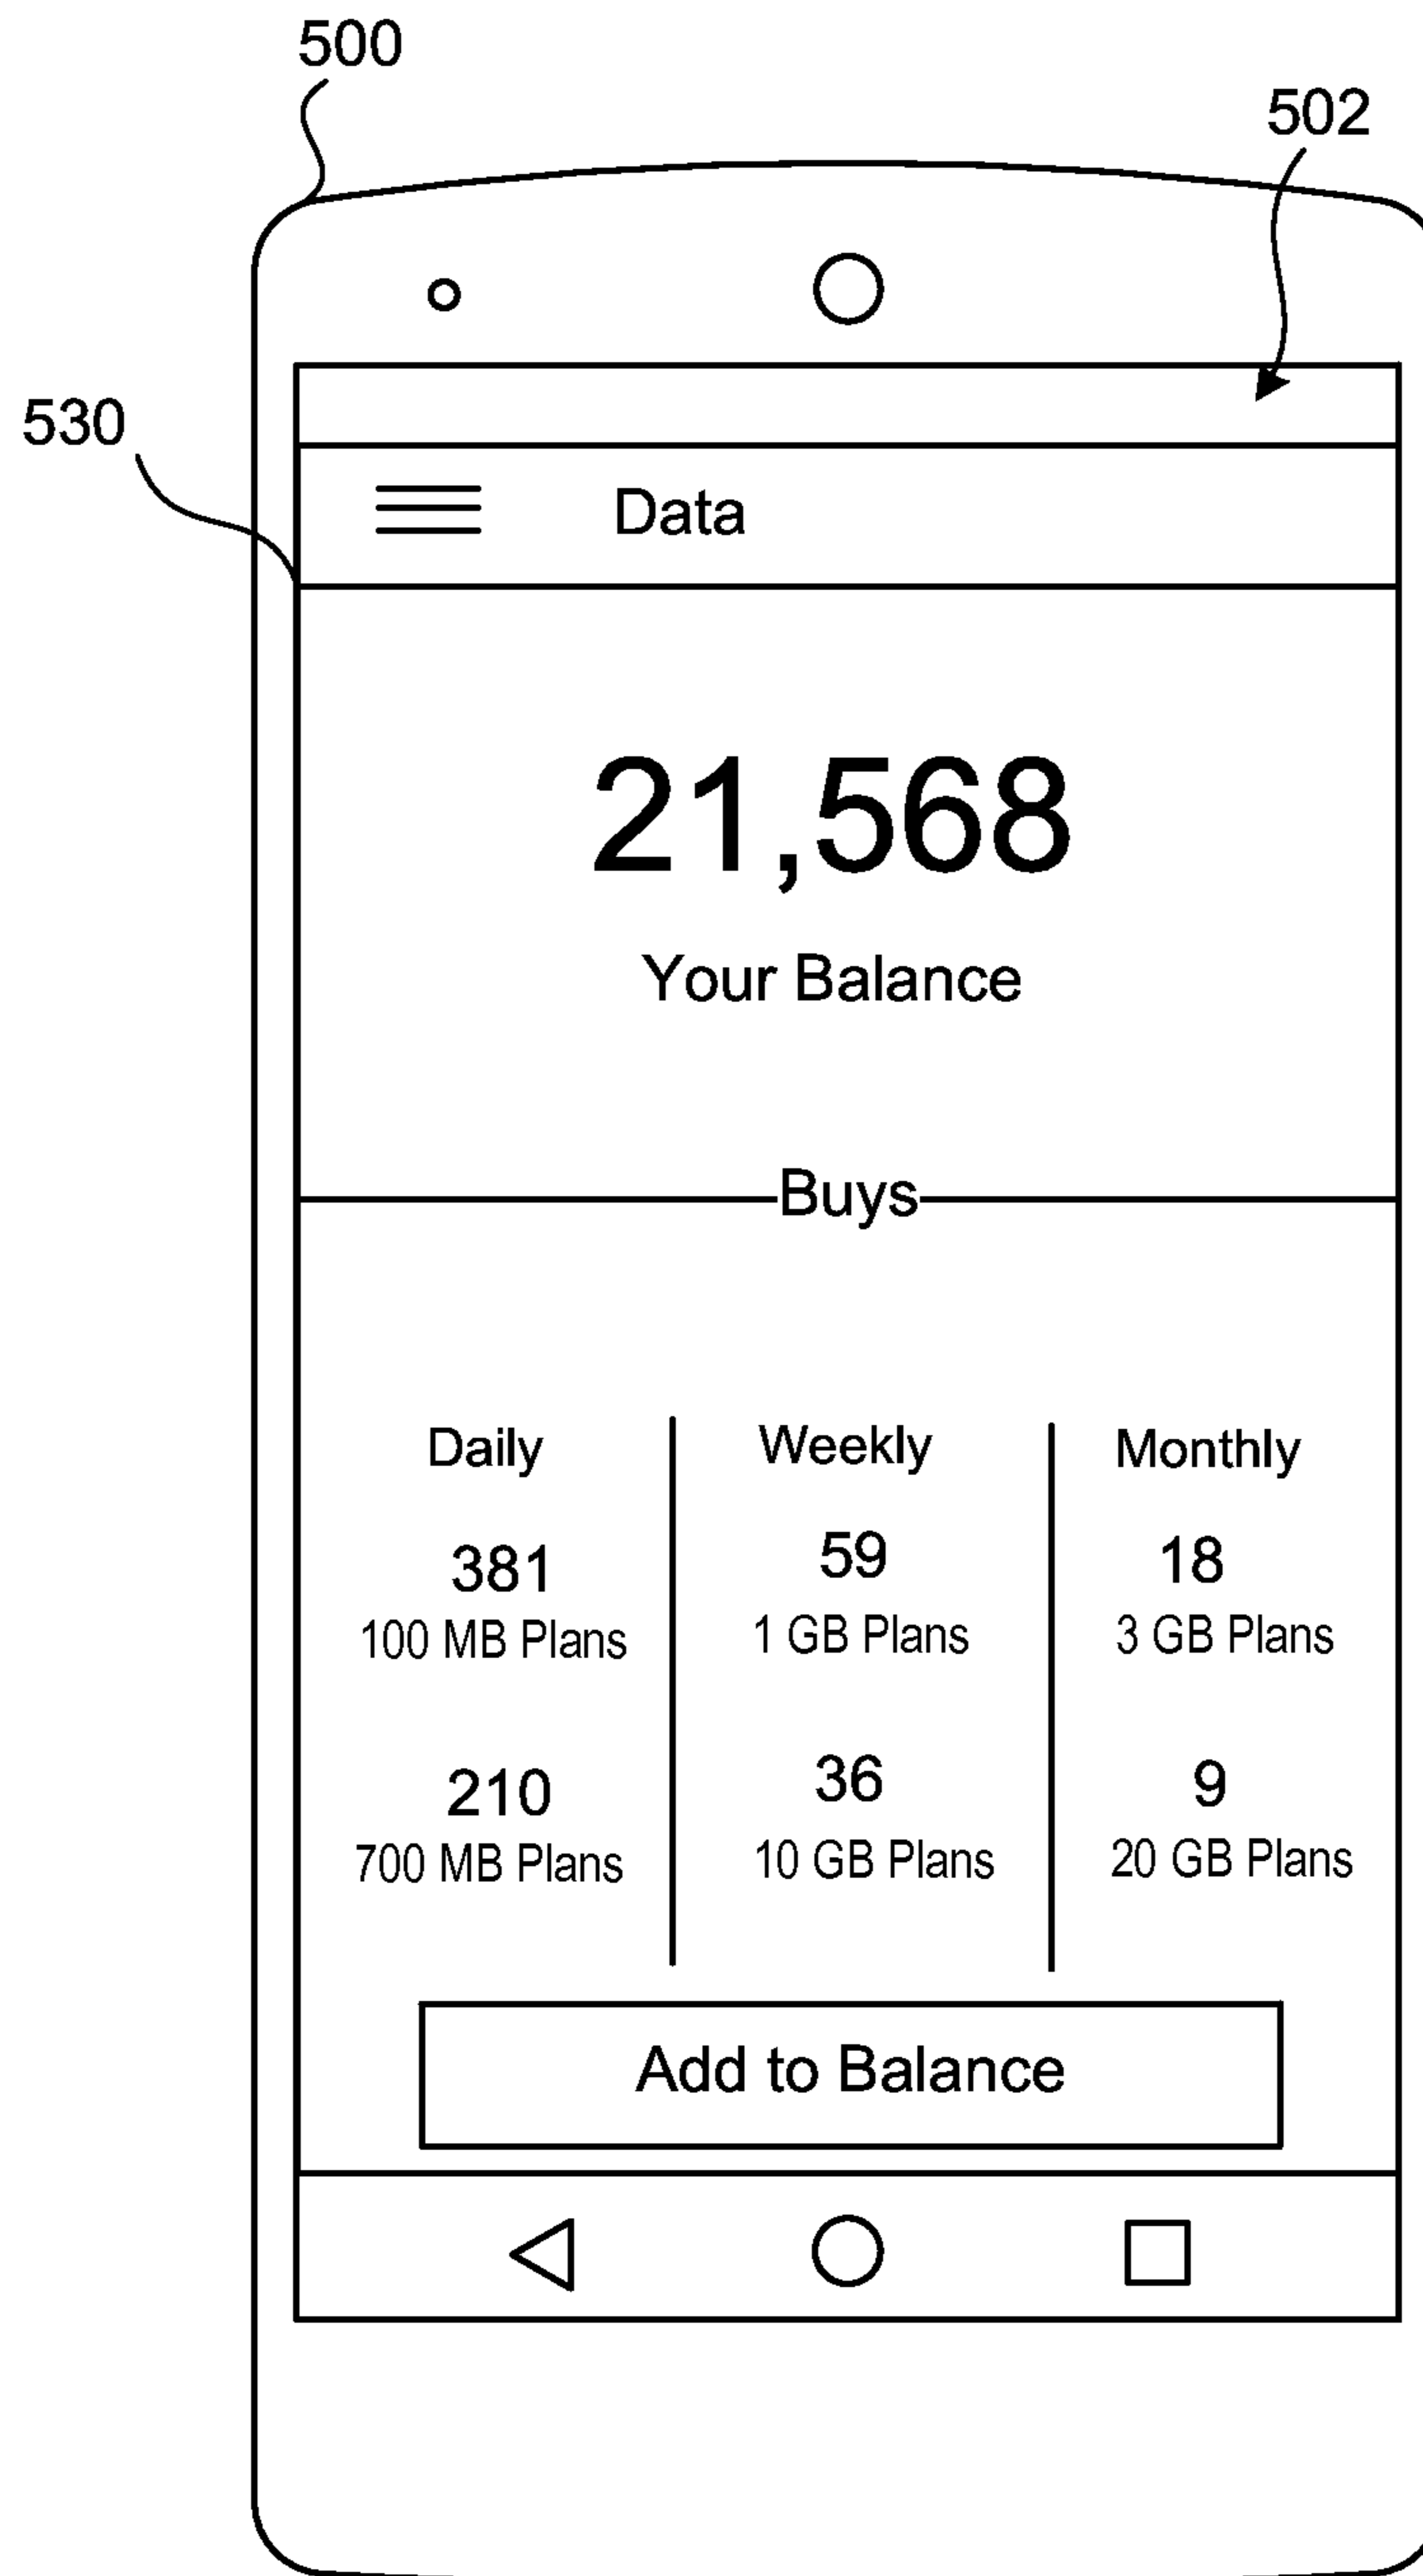 500
502
530
Data
21,568
Your Balance
Buys
Daily
Weekly
Monthly
381
59
18
100 MB Plans
1 GB Plans
3 GB Plans
210
36
9
700 MB Plans
10 GB Plans
20 GB Plans
Add to Balance